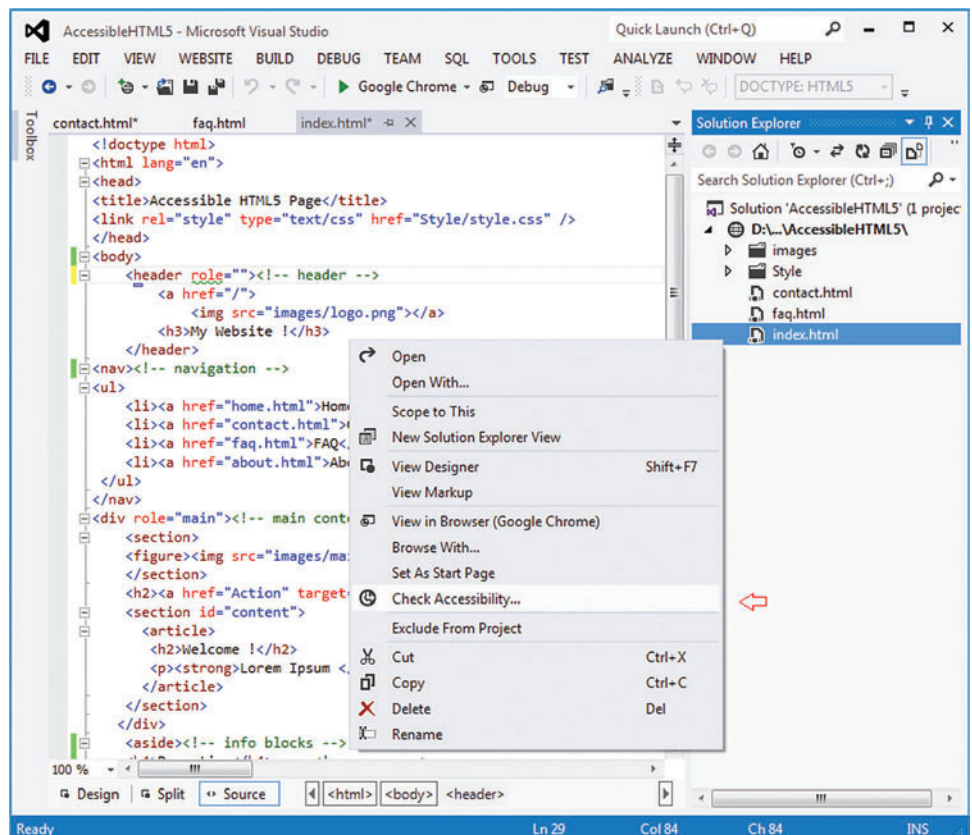 AccessibleHTML5 - Microsoft Visual Studio
Quick Launch (Ctrl+Q)
FILE EDIT VIEW WEBSITE BUILD DEBUG TEAM SQL TOOLS TEST ANALYZE WINDOW HELP
Google Chrome Debug DOCTYPE: HTML5
Toolbox
contact.html* faq.html index.html*
<!doctype html>
<html lang="en">
<head>
<title>Accessible HTML5 Page</title>
<link rel="style" type="text/css" href="Style/style.css" />
</head>
<body>
<header role=""><!-- header -->
<a href="/">
<img src="images/logo.png"></a>
<h3>My Website !</h3>
</header>
<nav><!-- navigation -->
<ul>
<li><a href="home.html">Hom
<li><a href="contact.html">
<li><a href="faq.html">FAQ<
<li><a href="about.html">Ab
</ul>
</nav>
<div role="main"><!-- main cont
<section>
<figure><img src="images/ma
</section>
<h2><a href="Action" target
<section id="content">
<article>
<h2>Welcome !</h2>
<p><strong>Lorem Ipsum <
</article>
</section>
</div>
<aside><!-- info blocks -->
100 %
Design Split Source <html> <body> <header>
Open
Open With...
Scope to This
New Solution Explorer View
View Designer Shift+F7
View Markup
View in Browser (Google Chrome)
Browse With...
Set As Start Page
Check Accessibility...
Exclude From Project
Cut Ctrl+X
Copy Ctrl+C
Delete Del
Rename
Solution Explorer
Search Solution Explorer (Ctrl+;)
Solution 'AccessibleHTML5' (1 projec
D:\...\AccessibleHTML5\
images
Style
contact.html
faq.html
index.html
Ready Ln 29 Col 84 Ch 84 INS